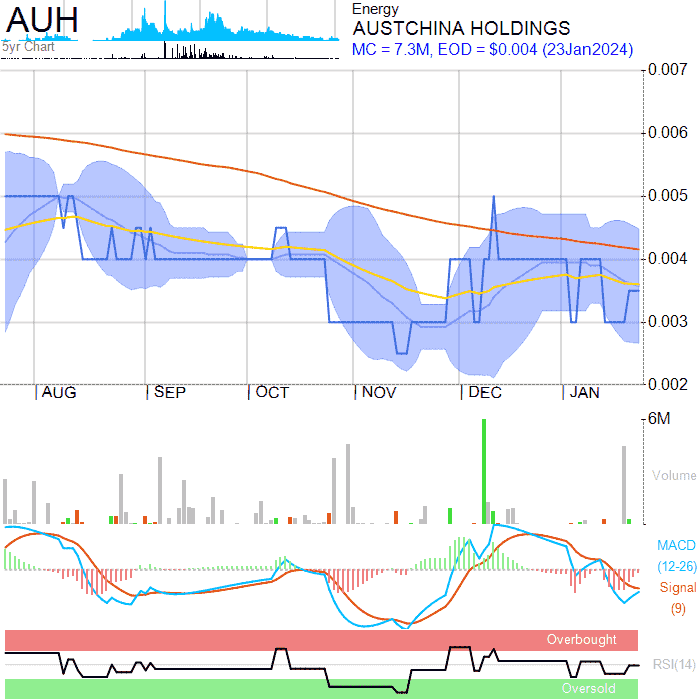 AUH
5yr Chart
Energy
AUSTCHINA HOLDINGS
MC = 7.3M, EOD = $0.004 (23Jan2024)
0.007
0.006
0.005
0.004
0.003
0.002
AUG SEP OCT NOV DEC JAN
6M
Volume
MACD
(12-26)
Signal
(9)
Overbought
RSI(14)
Oversold